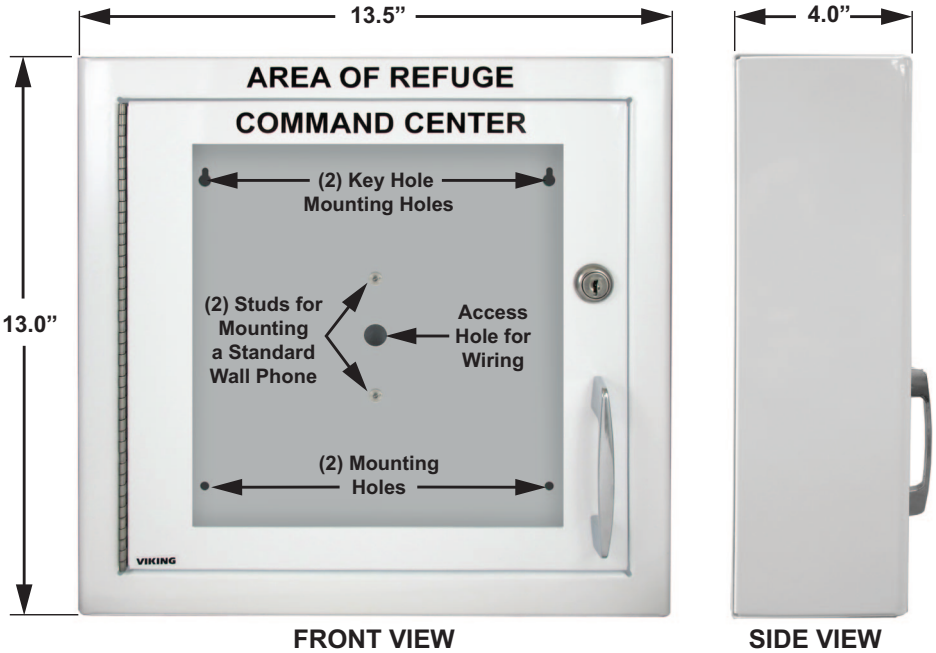 13.5”
4.0”
AREA OF REFUGE
COMMAND CENTER
(2) Key Hole
Mounting Holes
13.0”
(2) Studs for
Mounting
a Standard
Wall Phone
Access
Hole for
Wiring
(2) Mounting
Holes
VIKING
FRONT VIEW
SIDE VIEW